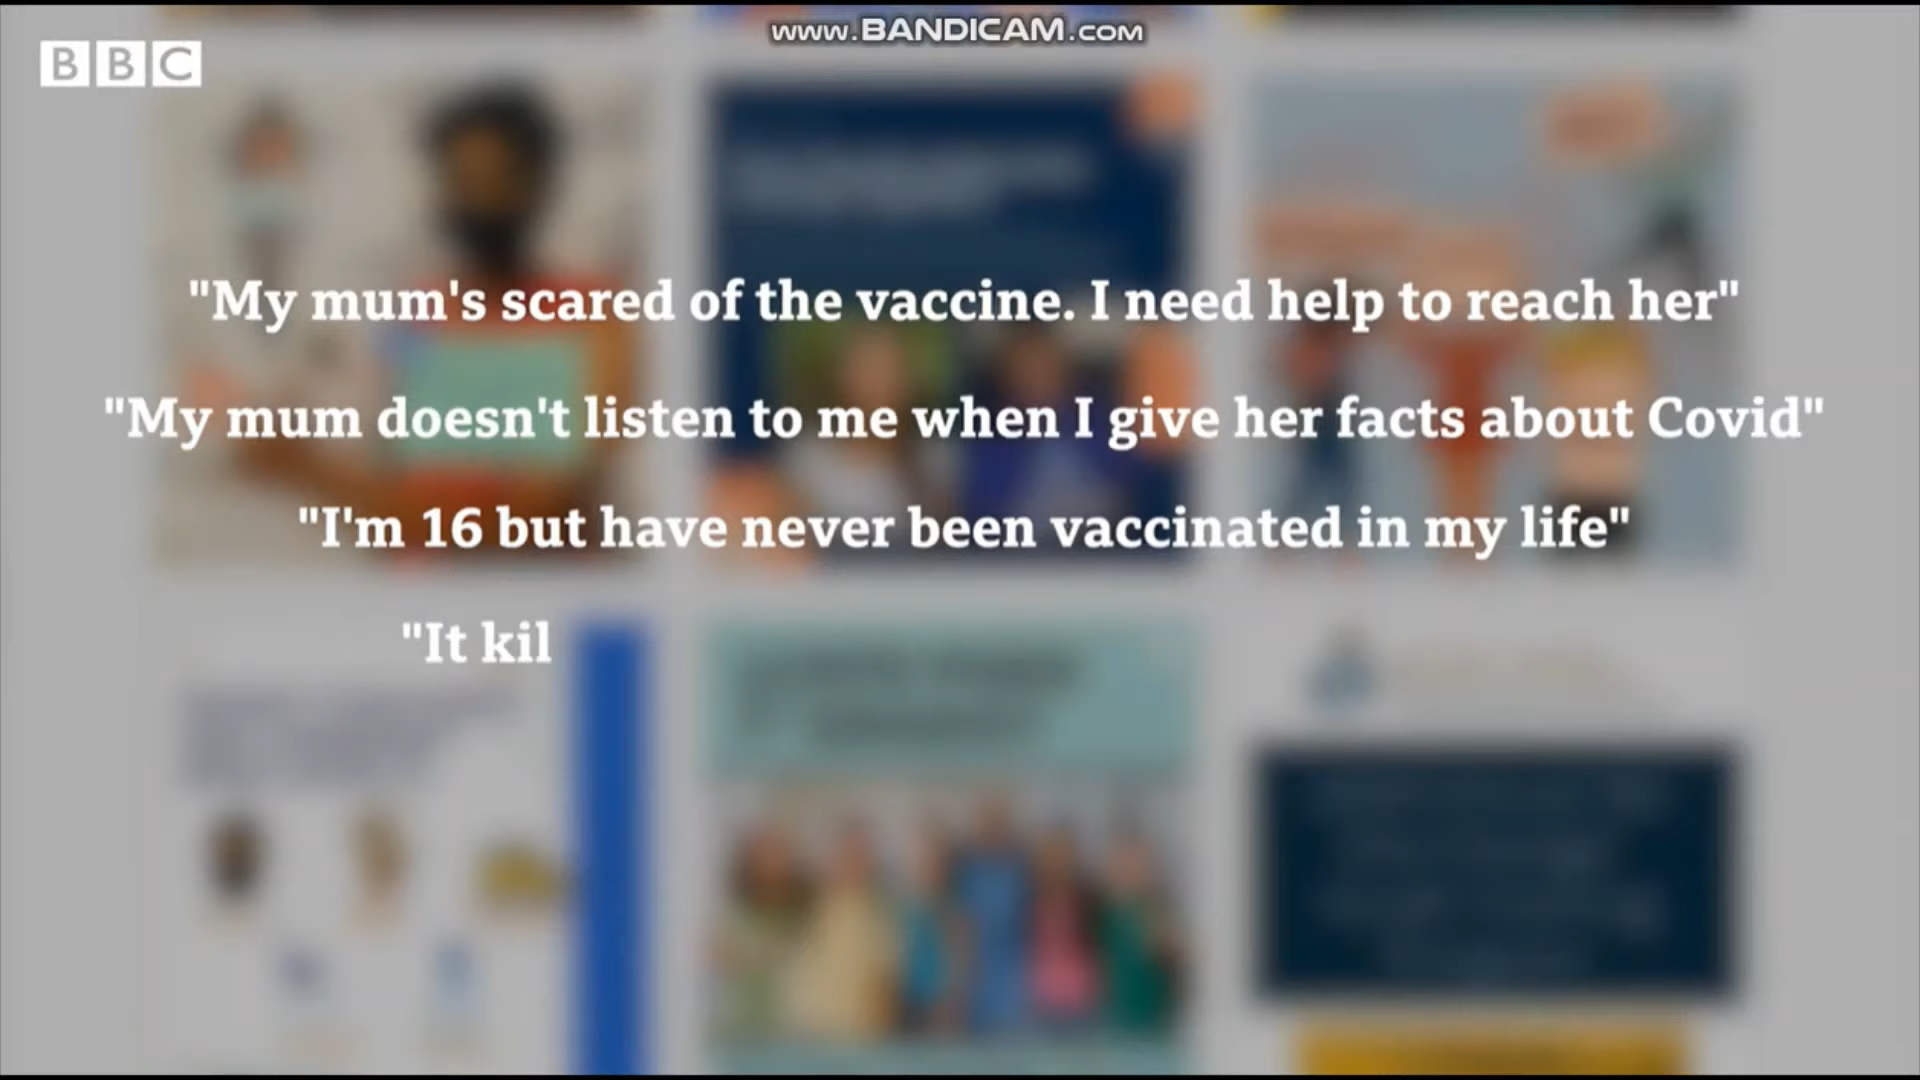 www.BANDICAM.com
BBC
"My mum's scared of the vaccine. I need help to reach her"
"My mum doesn't listen to me when I give her facts about Covid"
"I'm 16 but have never been vaccinated in my life"
"It kil